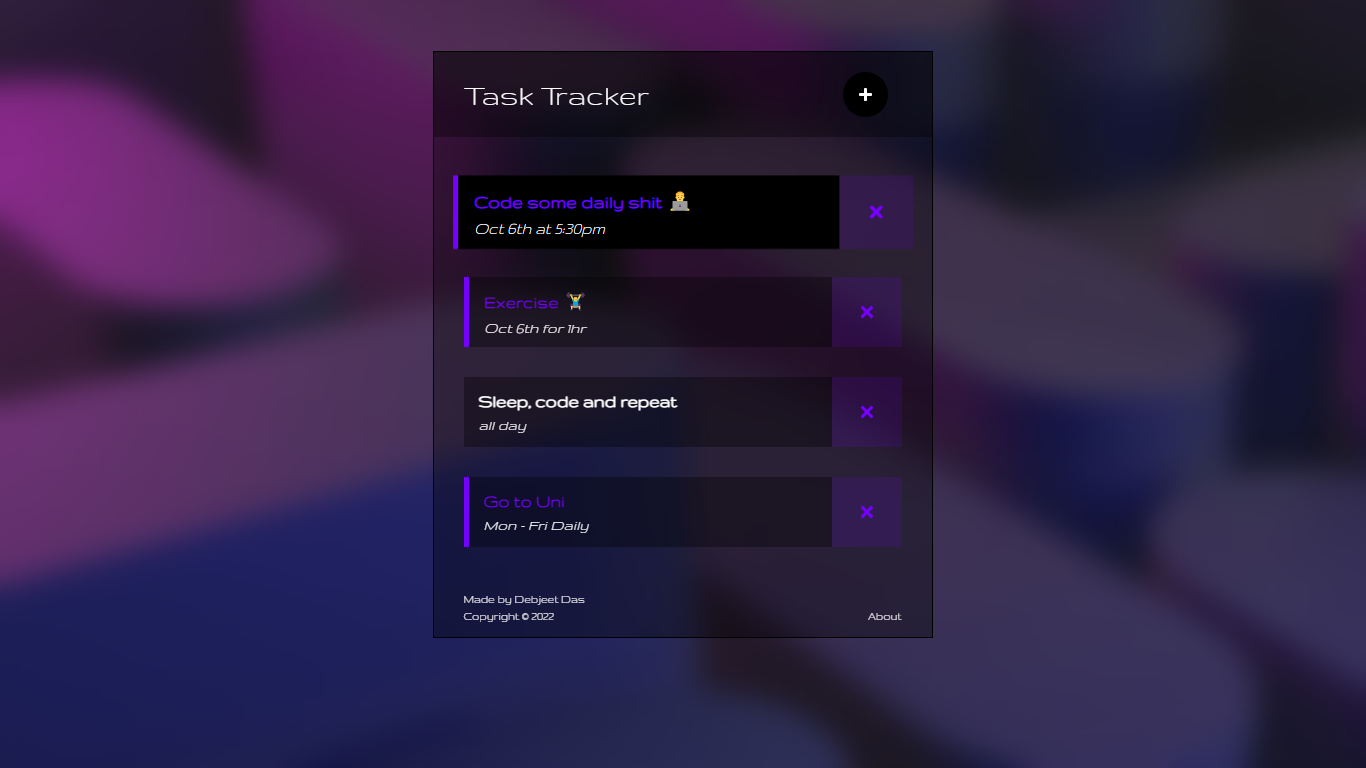 Task Tracker
Code some daily shit 👨‍💻
Oct 6th at 5:30pm
Exercise 🏋️
Oct 6th for 1hr
Sleep, code and repeat
all day
Go to Uni
Mon - Fri Daily
Made by Debjeet Das
Copyright © 2022
About